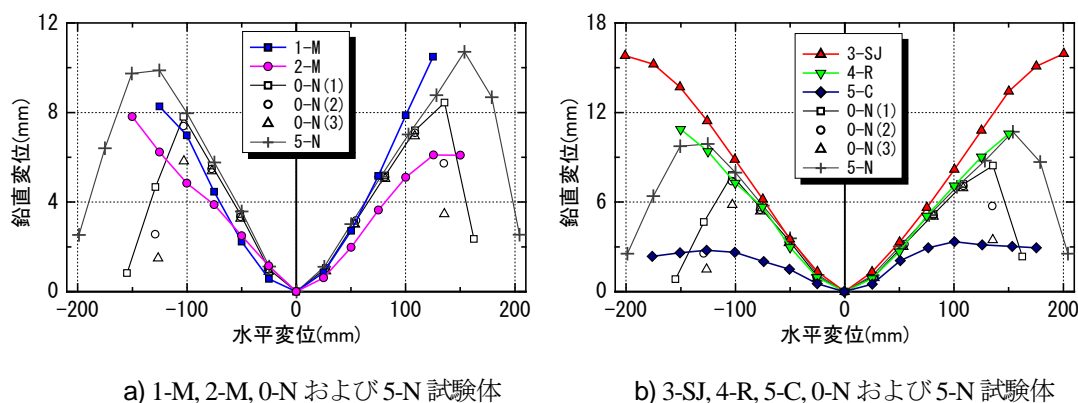 12
8
4
0
鉛直変位(mm)
1-M
2-M
0-N(1)
0-N(2)
0-N(3)
5-N
-200
-100
0
100
200
水平変位(mm)
a) 1-M, 2-M, 0-N および 5-N 試験体
18
12
6
0
鉛直変位(mm)
3-SJ
4-R
5-C
0-N(1)
0-N(2)
0-N(3)
5-N
-200
-100
0
100
200
水平変位(mm)
b) 3-SJ, 4-R, 5-C, 0-N および 5-N 試験体